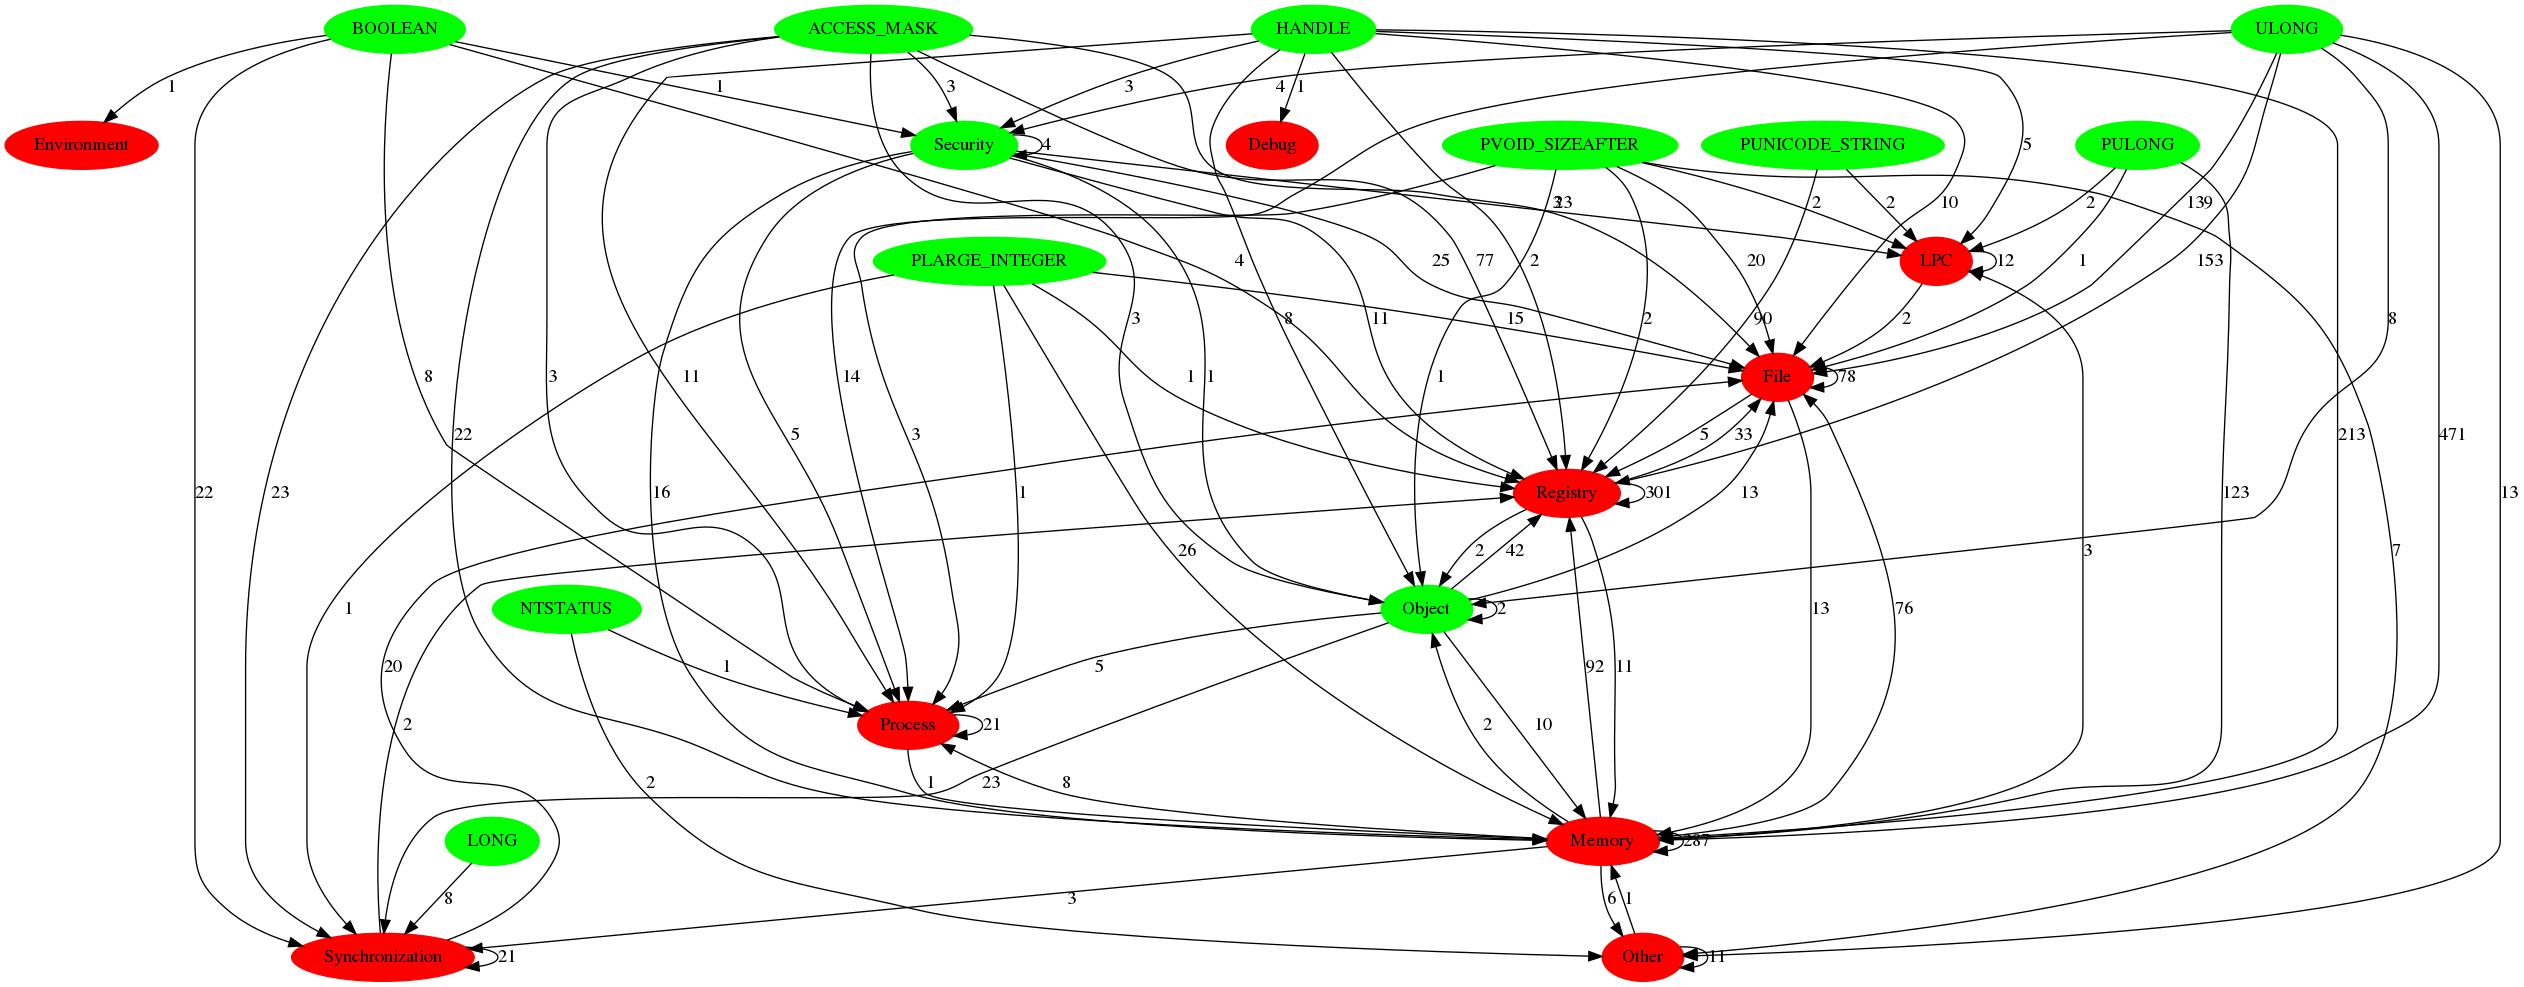 BOOLEAN ACCESS_MASK HANDLE ULONG
1 1 3 3 4 1
Environment Security 4 Debug PVOID_SIZEAFTER PUNICODE_STRING PULONG 5
3 23 2 2 2 10 139
PLARGE_INTEGER 4 25 77 2 20 153 LPC 12
3 8 11 15 2 90 2 1 8
8 3 11 14 1 1 1 File 78
22 5 3 5 33 213 471
22 23 16 1 Registry 301 13 123 13
26 2 42 3 7
1 NTSTATUS Object 2 13 76
20 1 5 92 11
2 Process 21 2 10
2 23 1 8
LONG Memory 287
8 3 6 1
Synchronization 21 Other 11